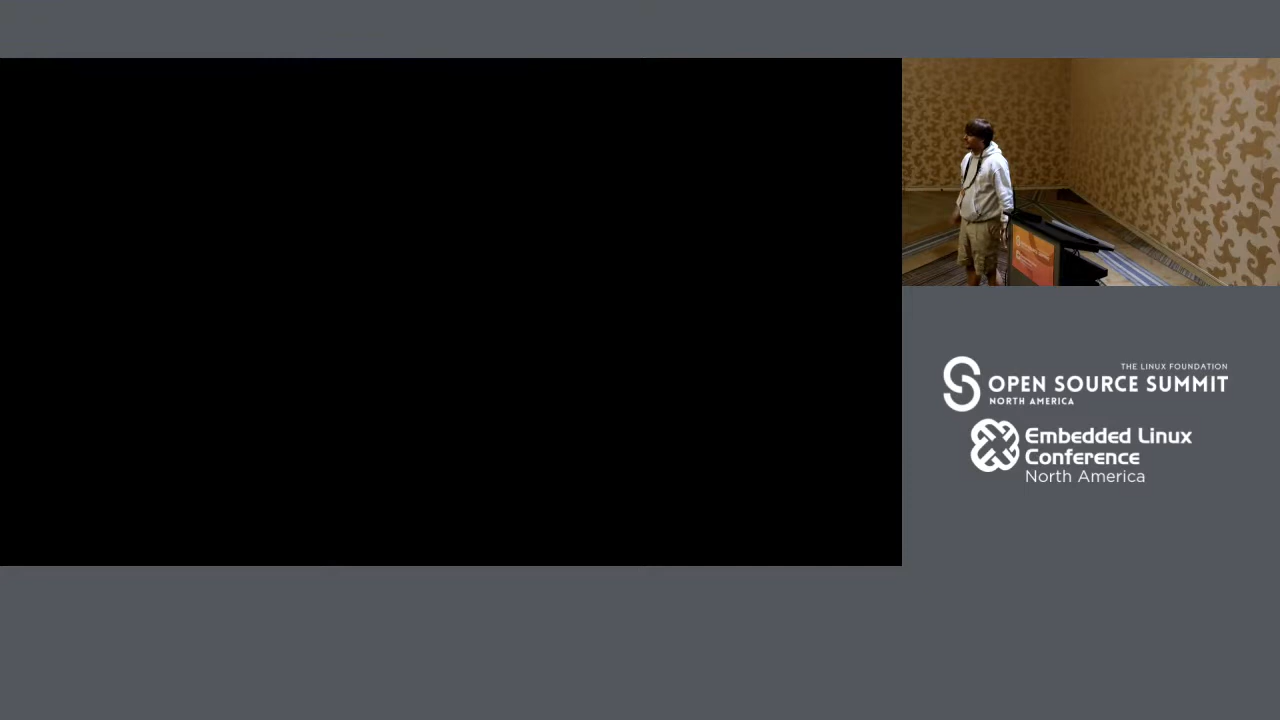 THE LINUX FOUNDATION
OPEN SOURCE SUMMIT
NORTH AMERICA
Embedded Linux
Conference
North America